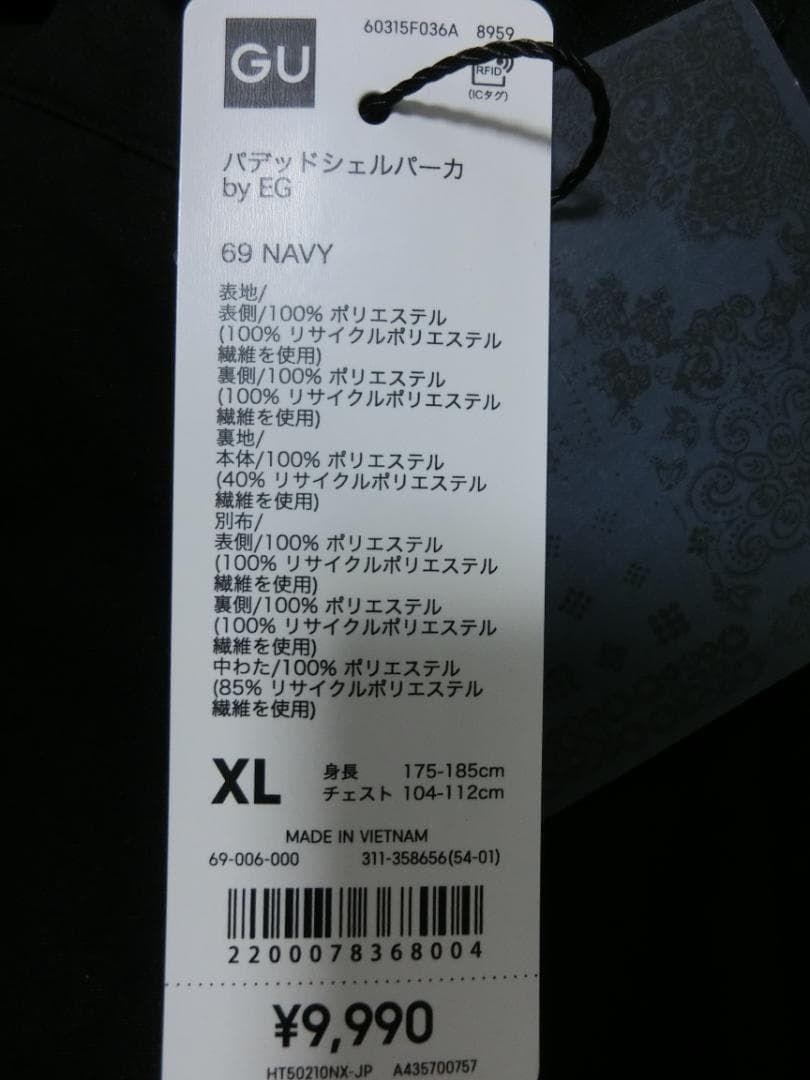 60315F036A 8959
GU
RFID
(ICタグ)
パデッドシェルパーカ
by EG
69 NAVY
表地/
表側/100% ポリエステル
(100% リサイクルポリエステル
繊維を使用)
裏側/100% ポリエステル
(100% リサイクルポリエステル
繊維を使用)
裏地/
本体/100% ポリエステル
(40% リサイクルポリエステル
繊維を使用)
別布/
表側/100% ポリエステル
(100% リサイクルポリエステル
繊維を使用)
裏側/100% ポリエステル
(100% リサイクルポリエステル
繊維を使用)
中わた/100% ポリエステル
(85% リサイクルポリエステル
繊維を使用)
XL 身長 175-185cm
チェスト 104-112cm
MADE IN VIETNAM
69-006-000 311-358656(54-01)
2200078368004
¥9,990
HT50210NX-JP A435700757